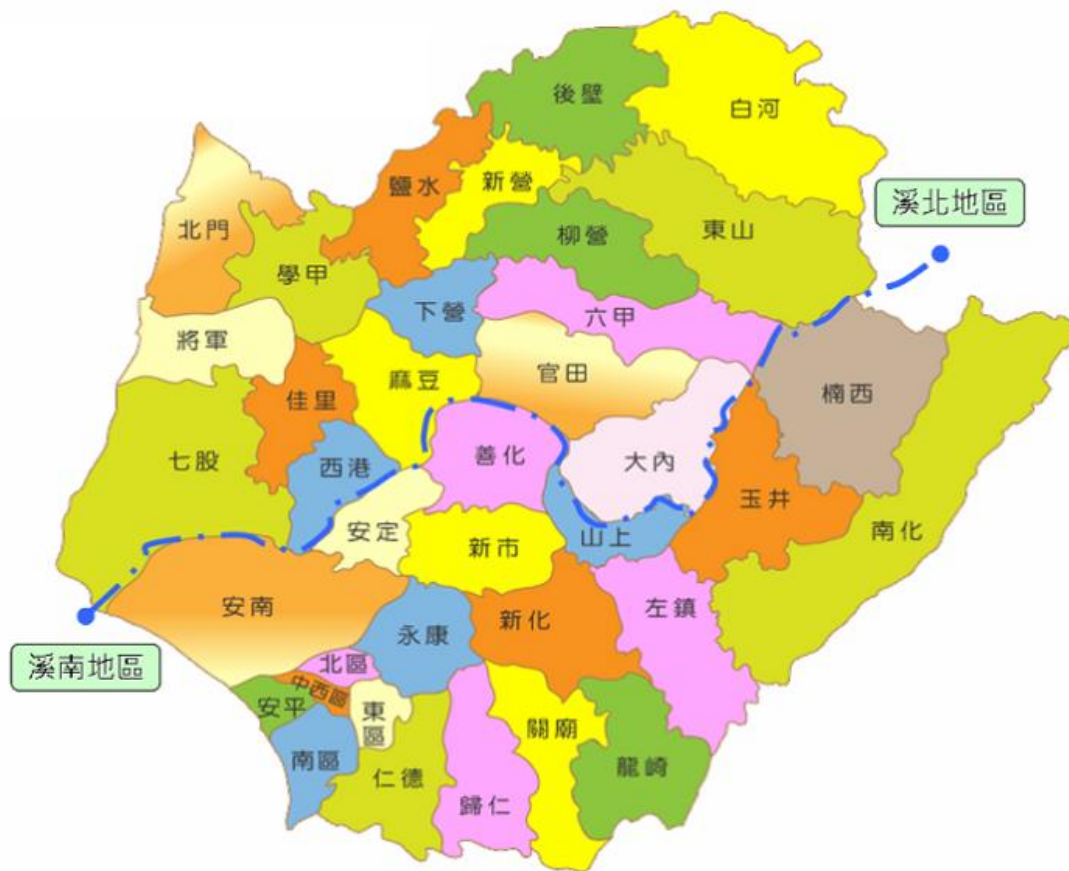 後壁
白河
鹽水
新營
溪北地區
北門
東山
柳營
學甲
下營
六甲
將軍
麻豆
官田
楠西
佳里
七股
西港
善化
大內
玉井
安定
新市
山上
南化
安南
永康
新化
左鎮
溪南地區
北區
中西區
安平
東區
關廟
南區
仁德
龍崎
歸仁